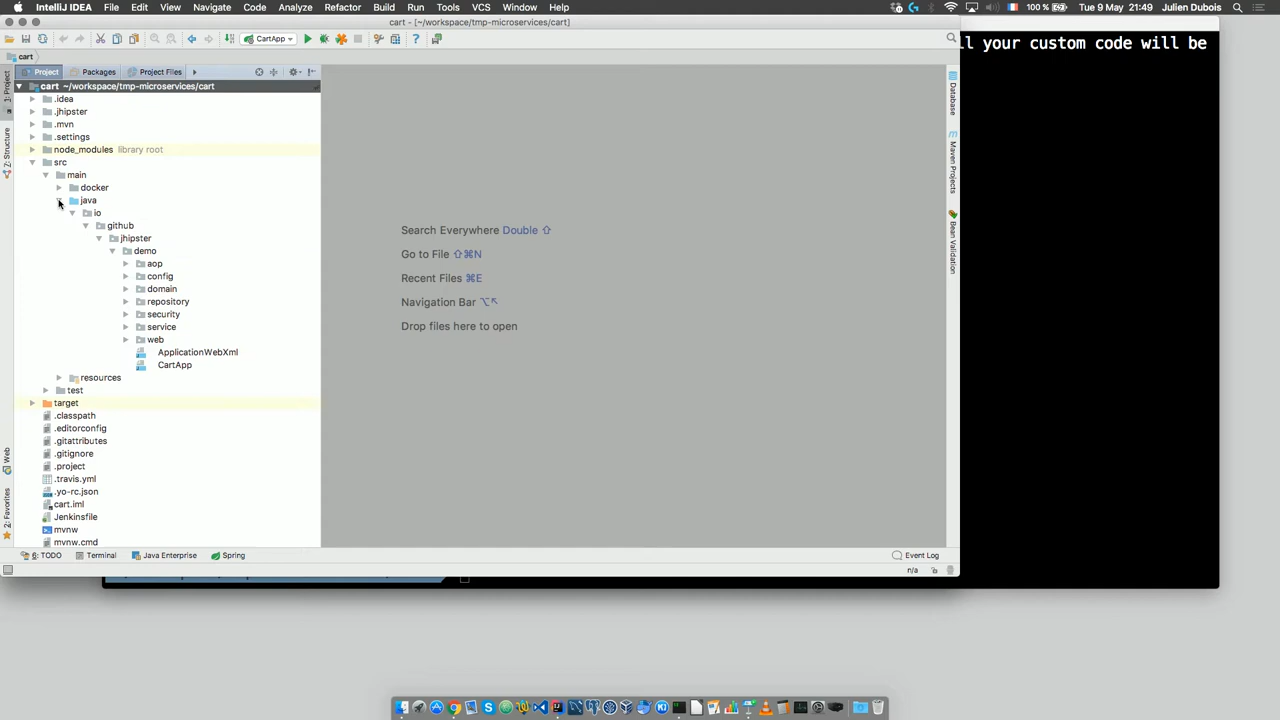 IntelliJ IDEA File Edit View Navigate Code Analyze Refactor Build Run Tools VCS Window Help 100 % Tue 9 May 21:49 Julien Dubois
cart - [~/workspace/tmp-microservices/cart]
CartApp
ll your custom code will be
cart
Project Packages Project Files
cart ~/workspace/tmp-microservices/cart
.idea
.jhipster
.mvn
.settings
node_modules library root
src
main
docker
java
io
github
jhipster
demo
aop
config
domain
repository
security
service
web
ApplicationWebXml
CartApp
resources
test
target
.classpath
.editorconfig
.gitattributes
.gitignore
.project
.travis.yml
.yo-rc.json
cart.iml
Jenkinsfile
mvnw
mvnw.cmd
1: Project
7: Structure
Web
2: Favorites
Search Everywhere Double ⇧
Go to File ⇧⌘N
Recent Files ⌘E
Navigation Bar ⌥↖
Drop files here to open
Database
Maven Projects
Bean Validation
6: TODO Terminal Java Enterprise Spring Event Log
n/a